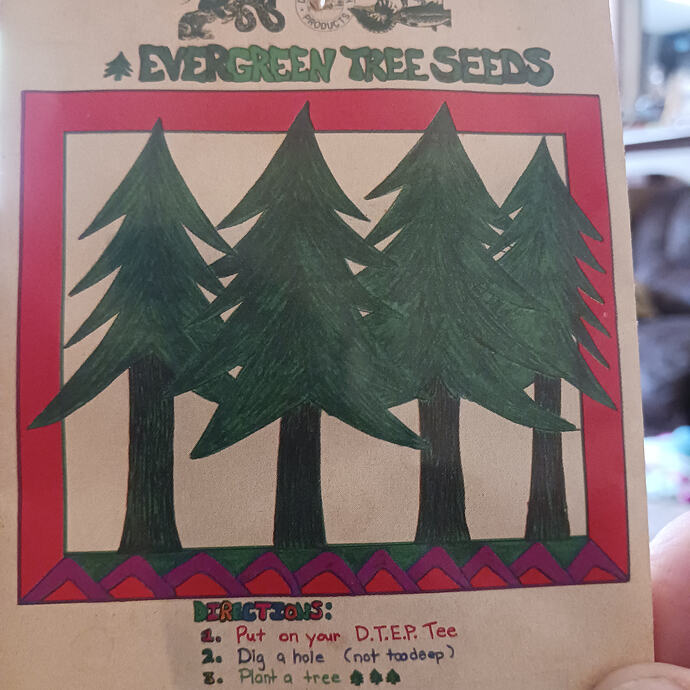 PRODUCTS
EVERGREEN TREE SEEDS
DIRECTIONS:
1. Put on your D.T.E.P. Tee
2. Dig a hole (not too deep)
3. Plant a tree